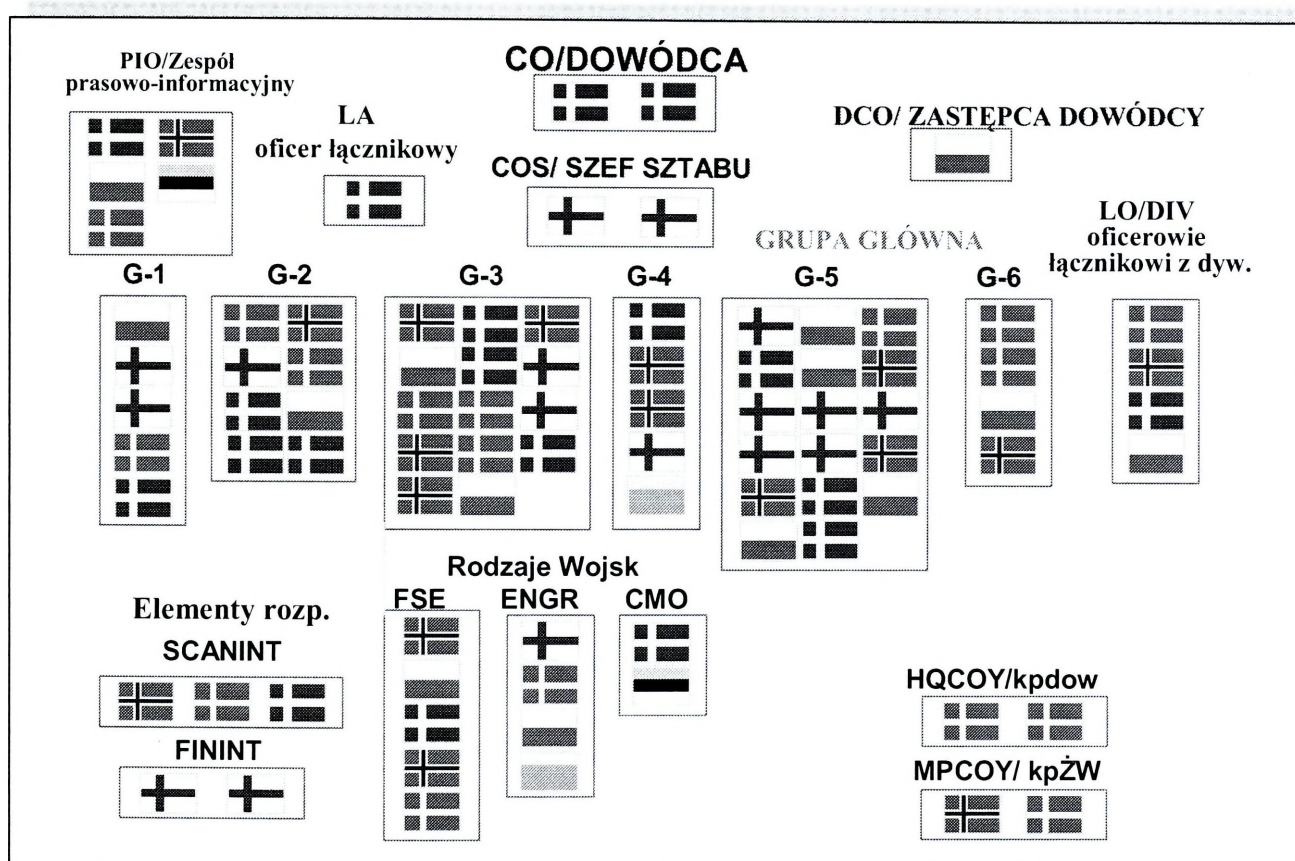 PIO/Zespół
prasowo-informacyjny
CO/DOWÓDCA
LA
oficer łącznikowy
DCO/ ZASTĘPCA DOWÓDCY
COS/ SZEF SZTABU
LO/DIV
oficerowie
łącznikowi z dyw.
GRUPA GŁÓWNA
G-1
G-2
G-3
G-4
G-5
G-6
Rodzaje Wojsk
FSE
ENGR
CMO
Elementy rozp.
SCANINT
FININT
HQCOY/kpdow
MPCOY/ kpŻW